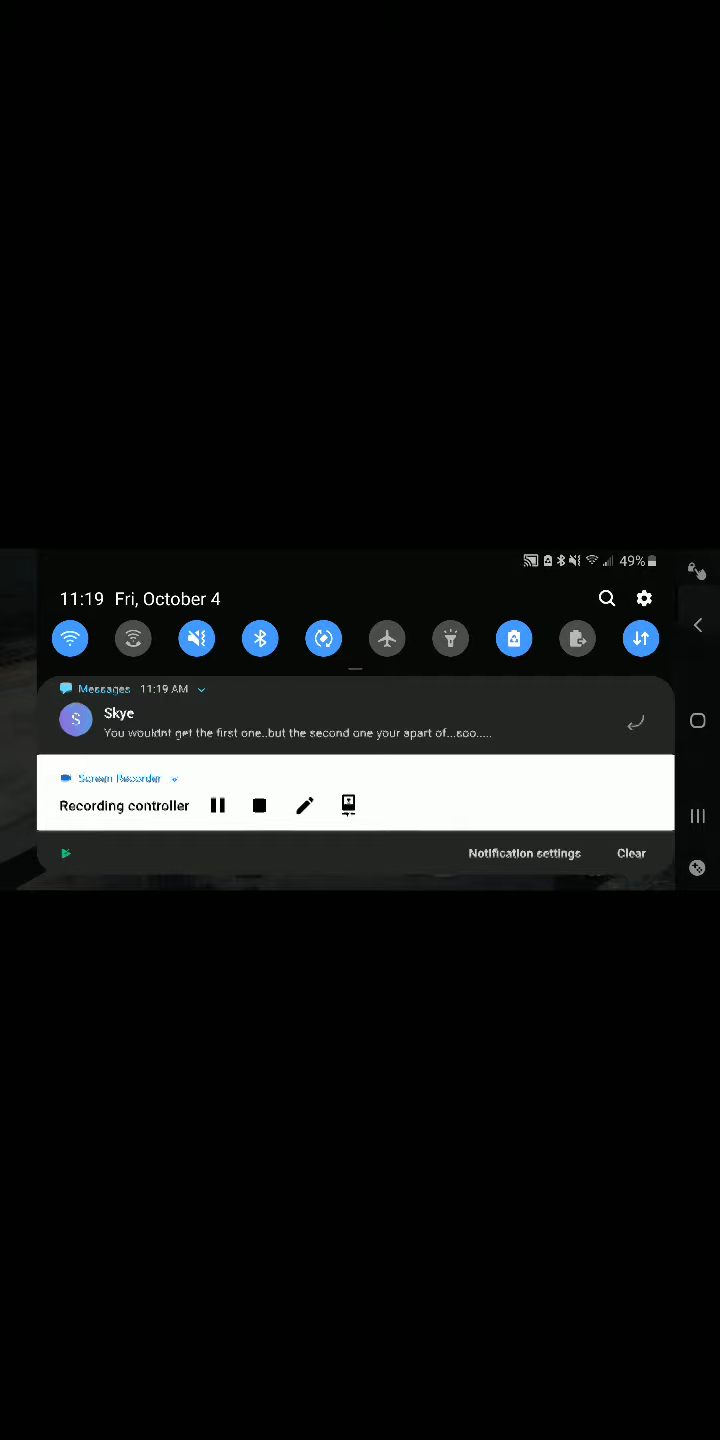 49%
11:19 Fri, October 4
Messages 11:19 AM
S
Skye
You wouldnt get the first one..but the second one your apart of...soo.....
Screen Recorder
Recording controller
Notification settings Clear